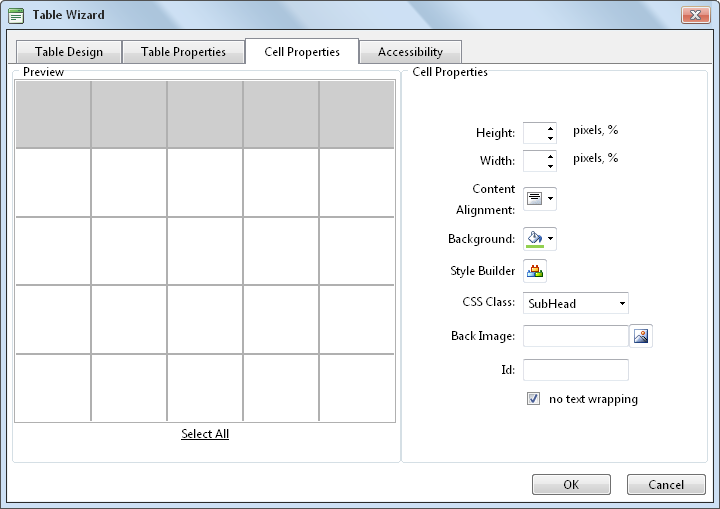 Table Wizard
Table Design
Table Properties
Cell Properties
Accessibility
Preview
Select All
Cell Properties
Height: pixels, %
Width: pixels, %
Content
Alignment:
Background:
Style Builder
CSS Class: SubHead
Back Image:
Id:
no text wrapping
OK
Cancel